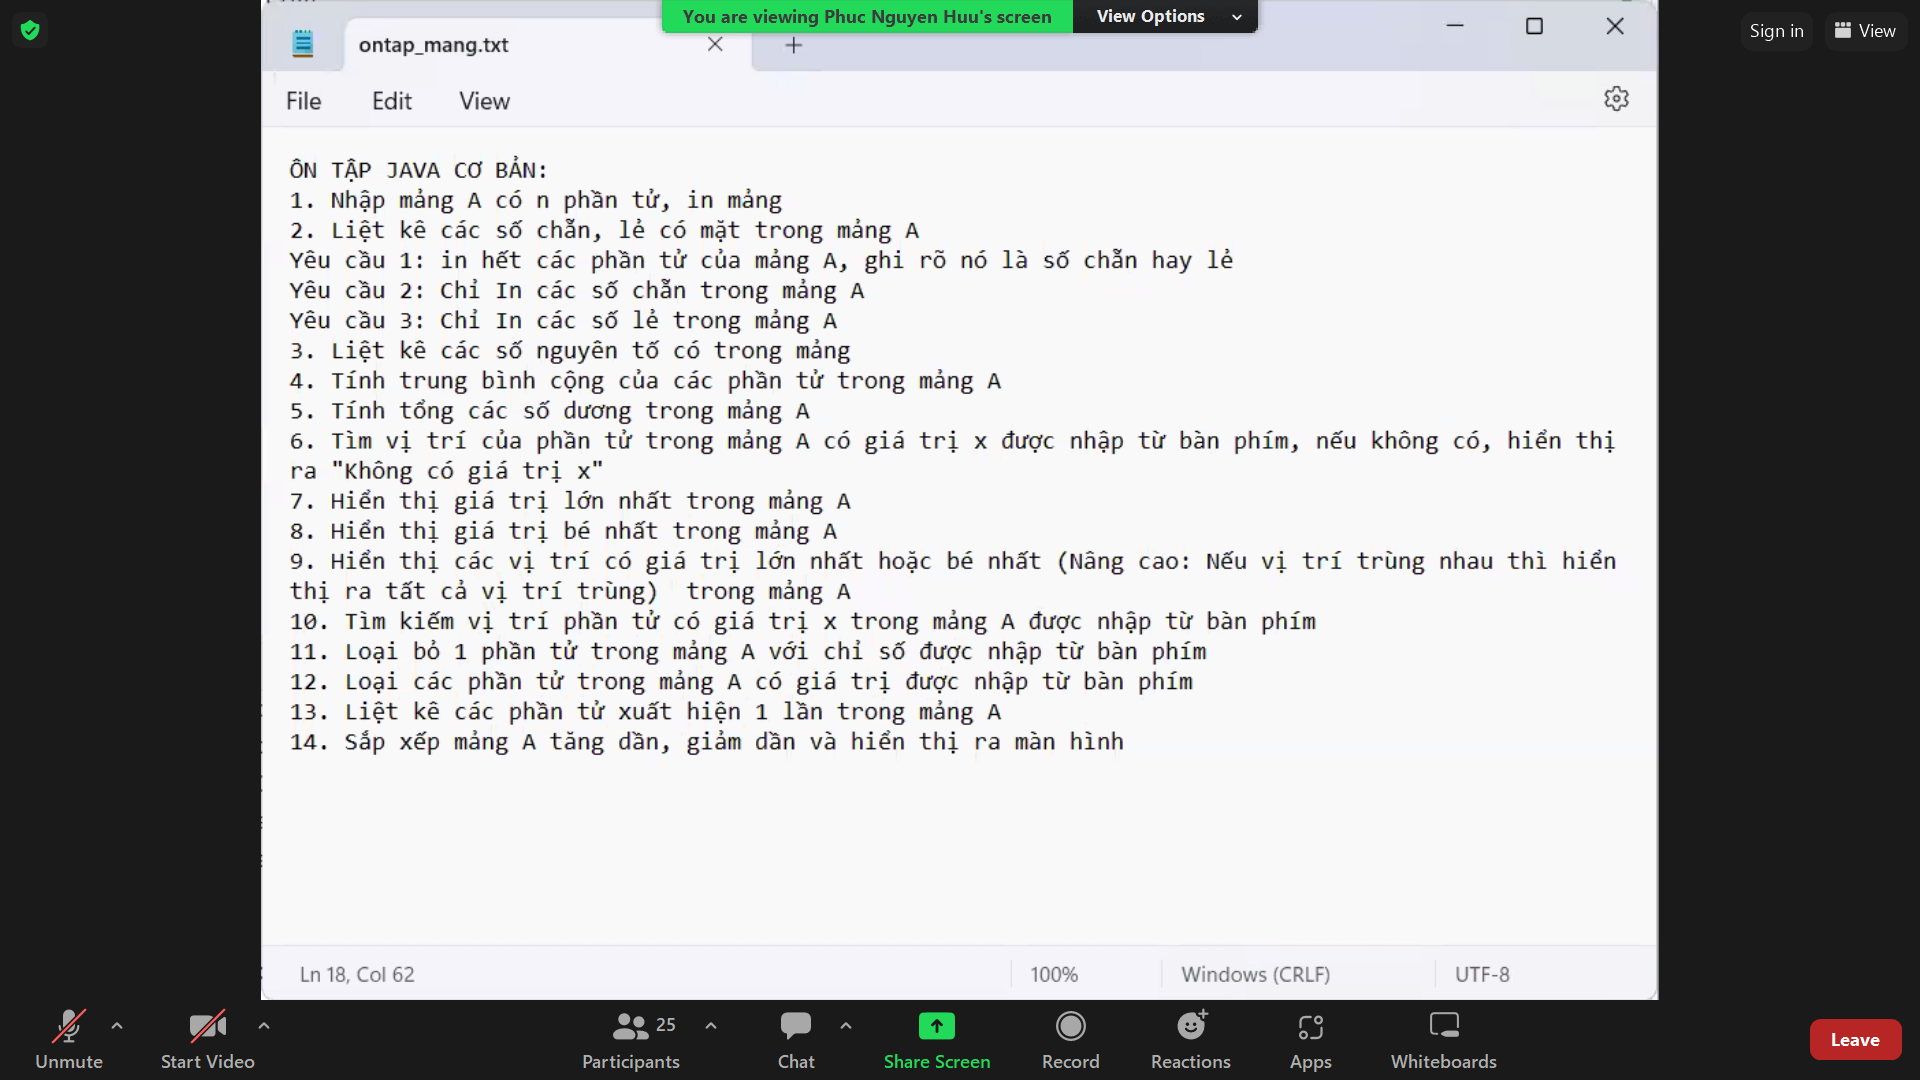 You are viewing Phuc Nguyen Huu's screen
View Options
Sign in
View
ontap_mang.txt
File Edit View
ÔN TẬP JAVA CƠ BẢN:
1. Nhập mảng A có n phần tử, in mảng
2. Liệt kê các số chẵn, lẻ có mặt trong mảng A
Yêu cầu 1: in hết các phần tử của mảng A, ghi rõ nó là số chẵn hay lẻ
Yêu cầu 2: Chỉ In các số chẵn trong mảng A
Yêu cầu 3: Chỉ In các số lẻ trong mảng A
3. Liệt kê các số nguyên tố có trong mảng
4. Tính trung bình cộng của các phần tử trong mảng A
5. Tính tổng các số dương trong mảng A
6. Tìm vị trí của phần tử trong mảng A có giá trị x được nhập từ bàn phím, nếu không có, hiển thị
ra "Không có giá trị x"
7. Hiển thị giá trị lớn nhất trong mảng A
8. Hiển thị giá trị bé nhất trong mảng A
9. Hiển thị các vị trí có giá trị lớn nhất hoặc bé nhất (Nâng cao: Nếu vị trí trùng nhau thì hiển
thị ra tất cả vị trí trùng)  trong mảng A
10. Tìm kiếm vị trí phần tử có giá trị x trong mảng A được nhập từ bàn phím
11. Loại bỏ 1 phần tử trong mảng A với chỉ số được nhập từ bàn phím
12. Loại các phần tử trong mảng A có giá trị được nhập từ bàn phím
13. Liệt kê các phần tử xuất hiện 1 lần trong mảng A
14. Sắp xếp mảng A tăng dần, giảm dần và hiển thị ra màn hình
Ln 18, Col 62
100%
Windows (CRLF)
UTF-8
25
Unmute
Start Video
Participants
Chat
Share Screen
Record
Reactions
Apps
Whiteboards
Leave